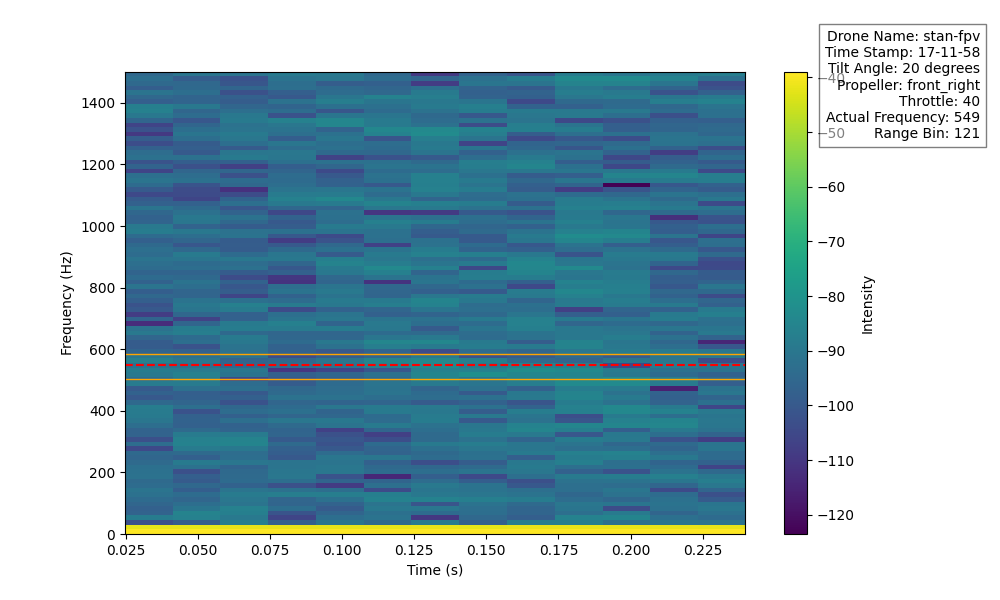 Drone Name: stan-fpv
Time Stamp: 17-11-58
Tilt Angle: 20 degrees
Propeller: front_right
Throttle: 40
Actual Frequency: 549
Range Bin: 121
1400
1200
1000
800
600
400
200
0
Frequency (Hz)
0.025 0.050 0.075 0.100 0.125 0.150 0.175 0.200 0.225
Time (s)
−40
−50
−60
−70
−80
−90
−100
−110
−120
Intensity